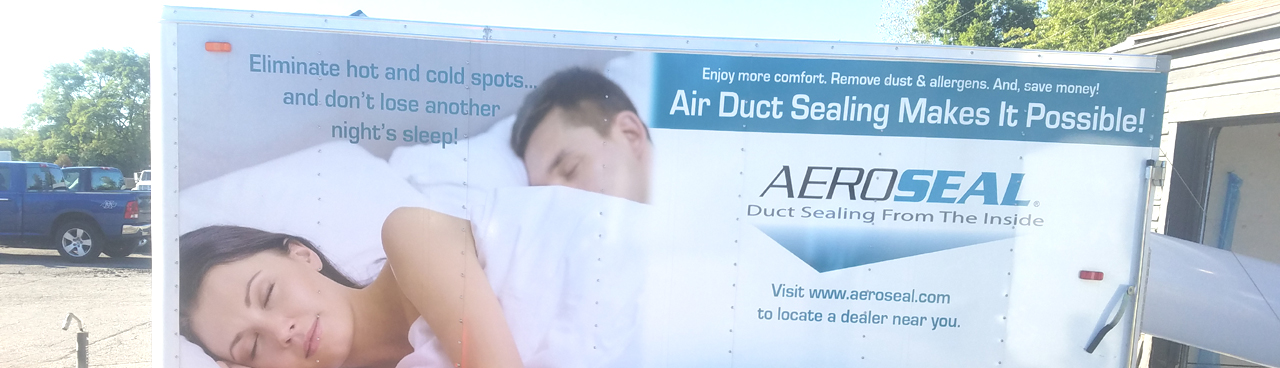 Eliminate hot and cold spots...
and don't lose another
night's sleep!
Enjoy more comfort. Remove dust & allergens. And, save money!
Air Duct Sealing Makes It Possible!
AEROSEAL®
Duct Sealing From The Inside
Visit www.aeroseal.com
to locate a dealer near you.